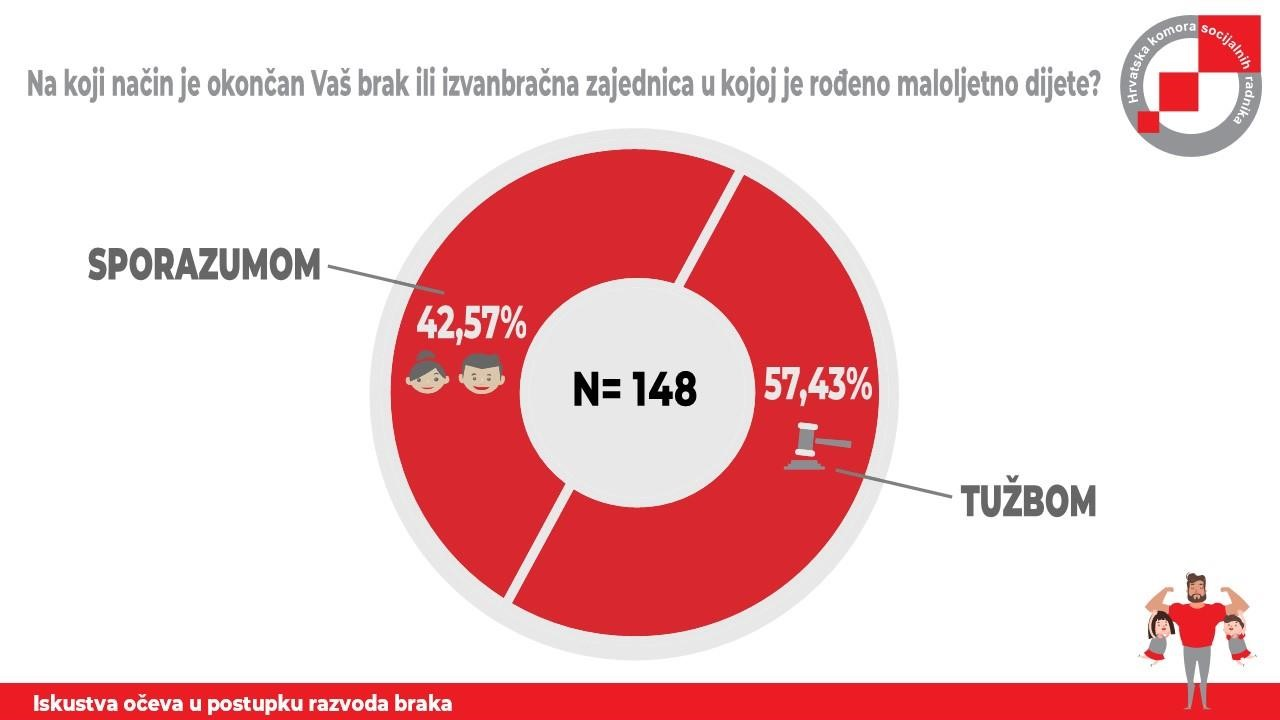 Na koji način je okončan Vaš brak ili izvanbračna zajednica u kojoj je rođeno maloljetno dijete?
Hrvatska komora socijalnih radnika
SPORAZUMOM
42,57%
N= 148
57,43%
TUŽBOM
Iskustva očeva u postupku razvoda braka